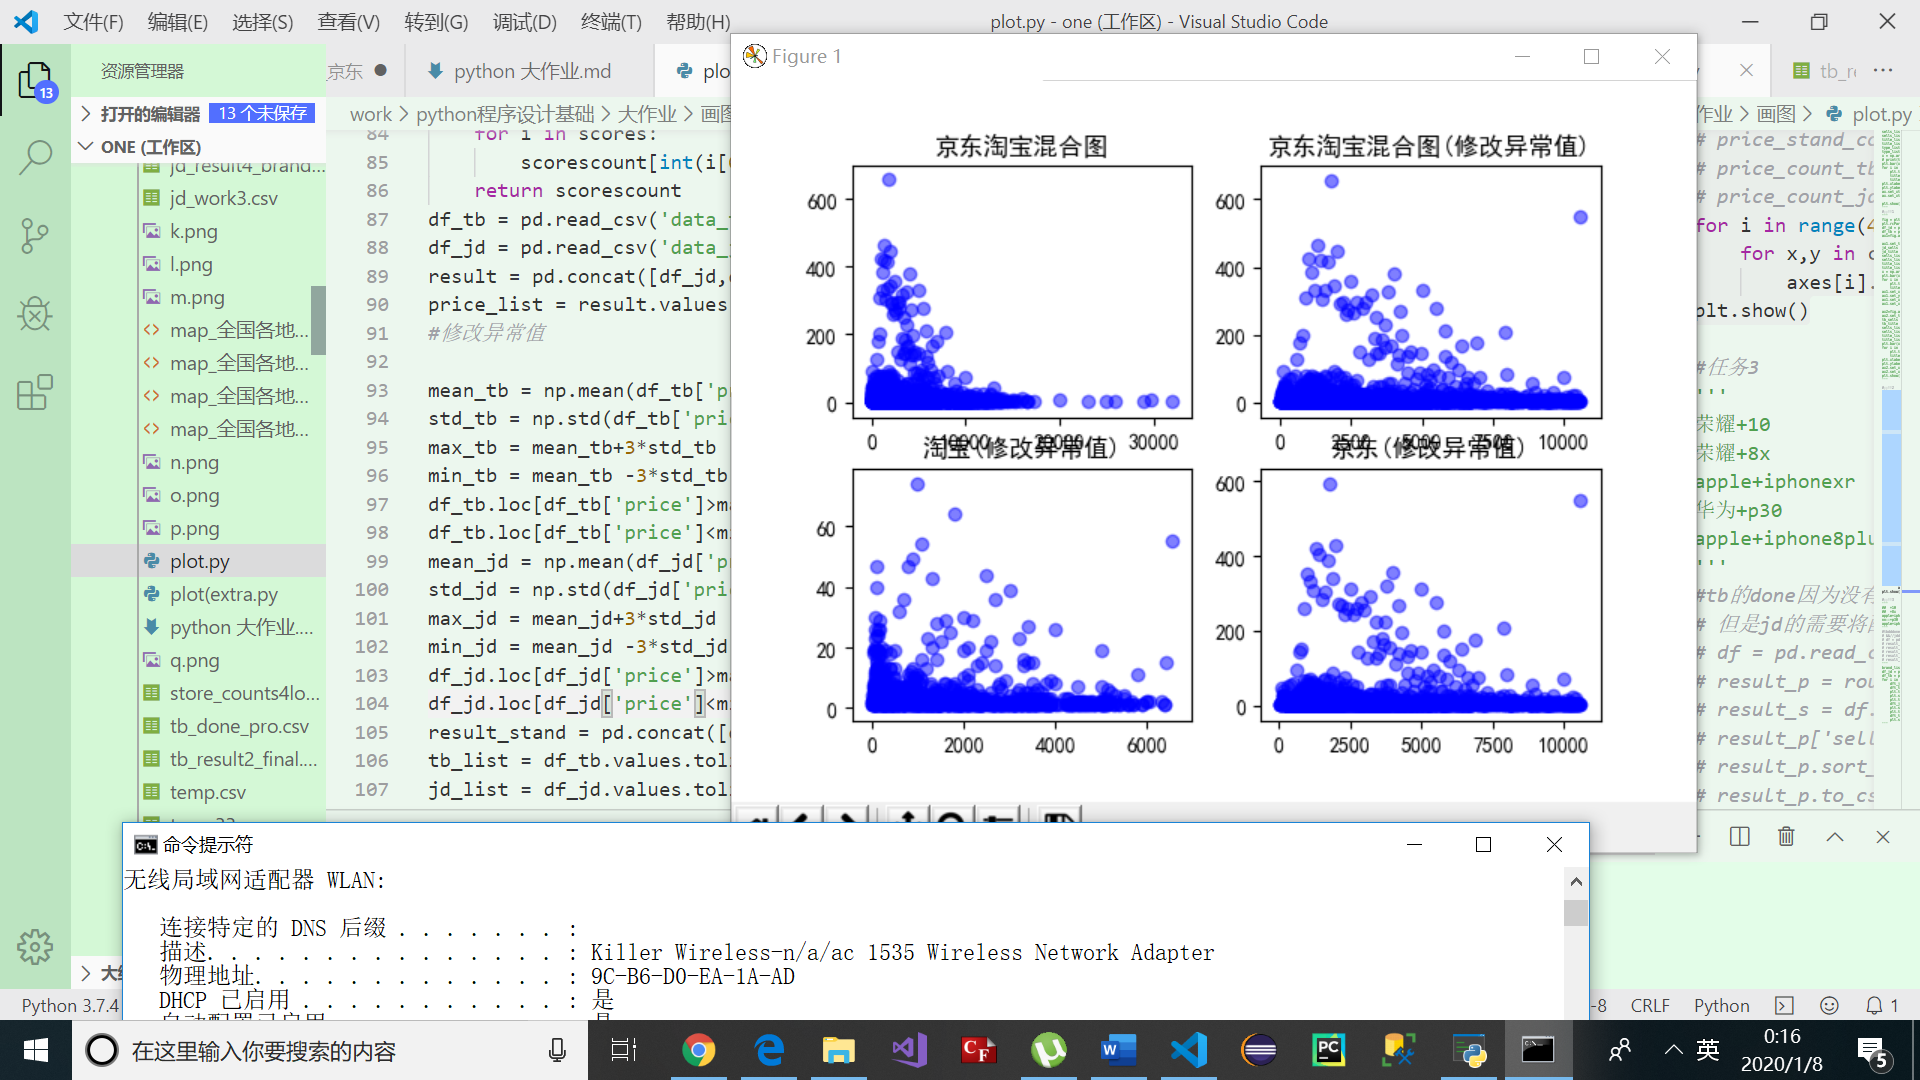 文件(F) 编辑(E) 选择(S) 查看(V) 转到(G) 调试(D) 终端(T) 帮助(H)
plot.py - one (工作区) - Visual Studio Code
资源管理器
京东
python 大作业.md
plo
13
打开的编辑器 13 个未保存
ONE (工作区)
jd_result4_brand...
jd_work3.csv
k.png
l.png
m.png
map_全国各地...
map_全国各地...
map_全国各地...
map_全国各地...
n.png
o.png
p.png
plot.py
plot(extra.py
python 大作业....
q.png
store_counts4lo...
tb_done_pro.csv
tb_result2_final....
temp.csv
work > python程序设计基础 > 大作业 > 画图
84 for i in scores:
85 scorescount[int(i[
86 return scorescount
87 df_tb = pd.read_csv('data_
88 df_jd = pd.read_csv('data_
89 result = pd.concat([df_jd,
90 price_list = result.values
91 #修改异常值
92
93 mean_tb = np.mean(df_tb['p
94 std_tb = np.std(df_tb['pri
95 max_tb = mean_tb+3*std_tb
96 min_tb = mean_tb -3*std_tb
97 df_tb.loc[df_tb['price']>m
98 df_tb.loc[df_tb['price']<m
99 mean_jd = np.mean(df_jd['p
100 std_jd = np.std(df_jd['pri
101 max_jd = mean_jd+3*std_jd
102 min_jd = mean_jd -3*std_jd
103 df_jd.loc[df_jd['price']>m
104 df_jd.loc[df_jd['price']<m
105 result_stand = pd.concat([
106 tb_list = df_tb.values.tol
107 jd_list = df_jd.values.tol
Figure 1
京东淘宝混合图
600
400
200
0
0 10000 20000 30000
京东淘宝混合图(修改异常值)
600
400
200
0
0 2500 5000 7500 10000
淘宝(修改异常值)
60
40
20
0
0 2000 4000 6000
京东(修改异常值)
600
400
200
0
0 2500 5000 7500 10000
tb_re
作业 > 画图 > plot.py
# price_stand_co
# price_count_tb
# price_count_jd
for i in range(4
for x,y in
axes[i].
plt.show()
#任务3
'''
荣耀+10
荣耀+8x
apple+iphonexr
华为+p30
apple+iphone8plu
'''
#tb的done因为没有
# 但是jd的需要将
# df = pd.read_c
# result_p = rou
# result_s = df.
# result_p['sell
# result_p.sort_
# result_p.to_cs
命令提示符
无线局域网适配器 WLAN:
连接特定的 DNS 后缀 . . . . . . . :
描述. . . . . . . . . . . . . . . : Killer Wireless-n/a/ac 1535 Wireless Network Adapter
物理地址. . . . . . . . . . . . . : 9C-B6-D0-EA-1A-AD
DHCP 已启用 . . . . . . . . . . . : 是
Python 3.7.4
-8 CRLF Python 1
在这里输入你要搜索的内容
英
0:16
2020/1/8
5